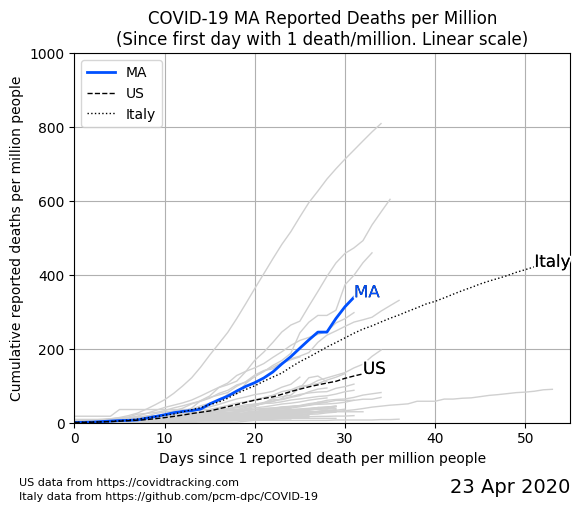 COVID-19 MA Reported Deaths per Million
(Since first day with 1 death/million. Linear scale)
Cumulative reported deaths per million people
1000
800
600
400
200
0
MA
US
Italy
Italy
MA
US
0 10 20 30 40 50
Days since 1 reported death per million people
US data from https://covidtracking.com
Italy data from https://github.com/pcm-dpc/COVID-19
23 Apr 2020